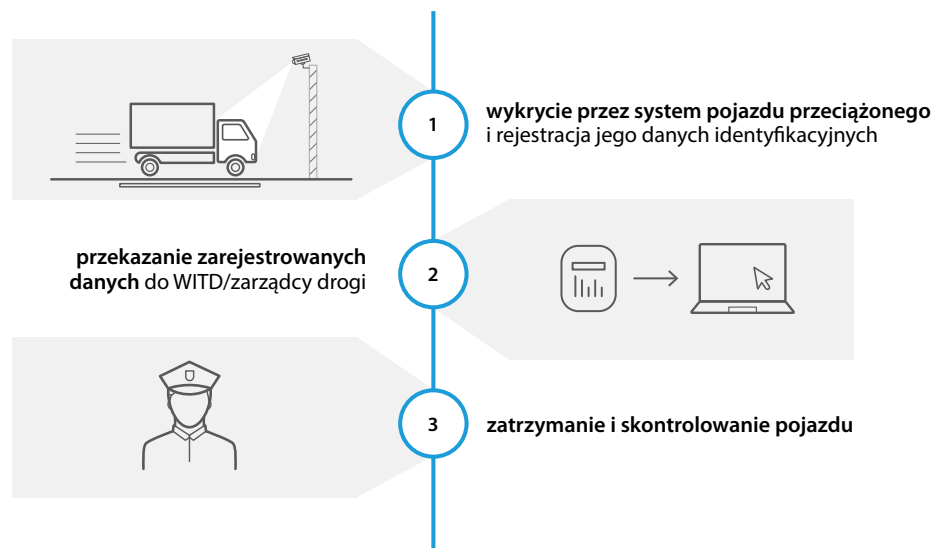 1
wykrycie przez system pojazdu przeciążonego
i rejestracja jego danych identyfikacyjnych
przekazanie zarejestrowanych
danych do WITD/zarządcy drogi
2
3
zatrzymanie i skontrolowanie pojazdu